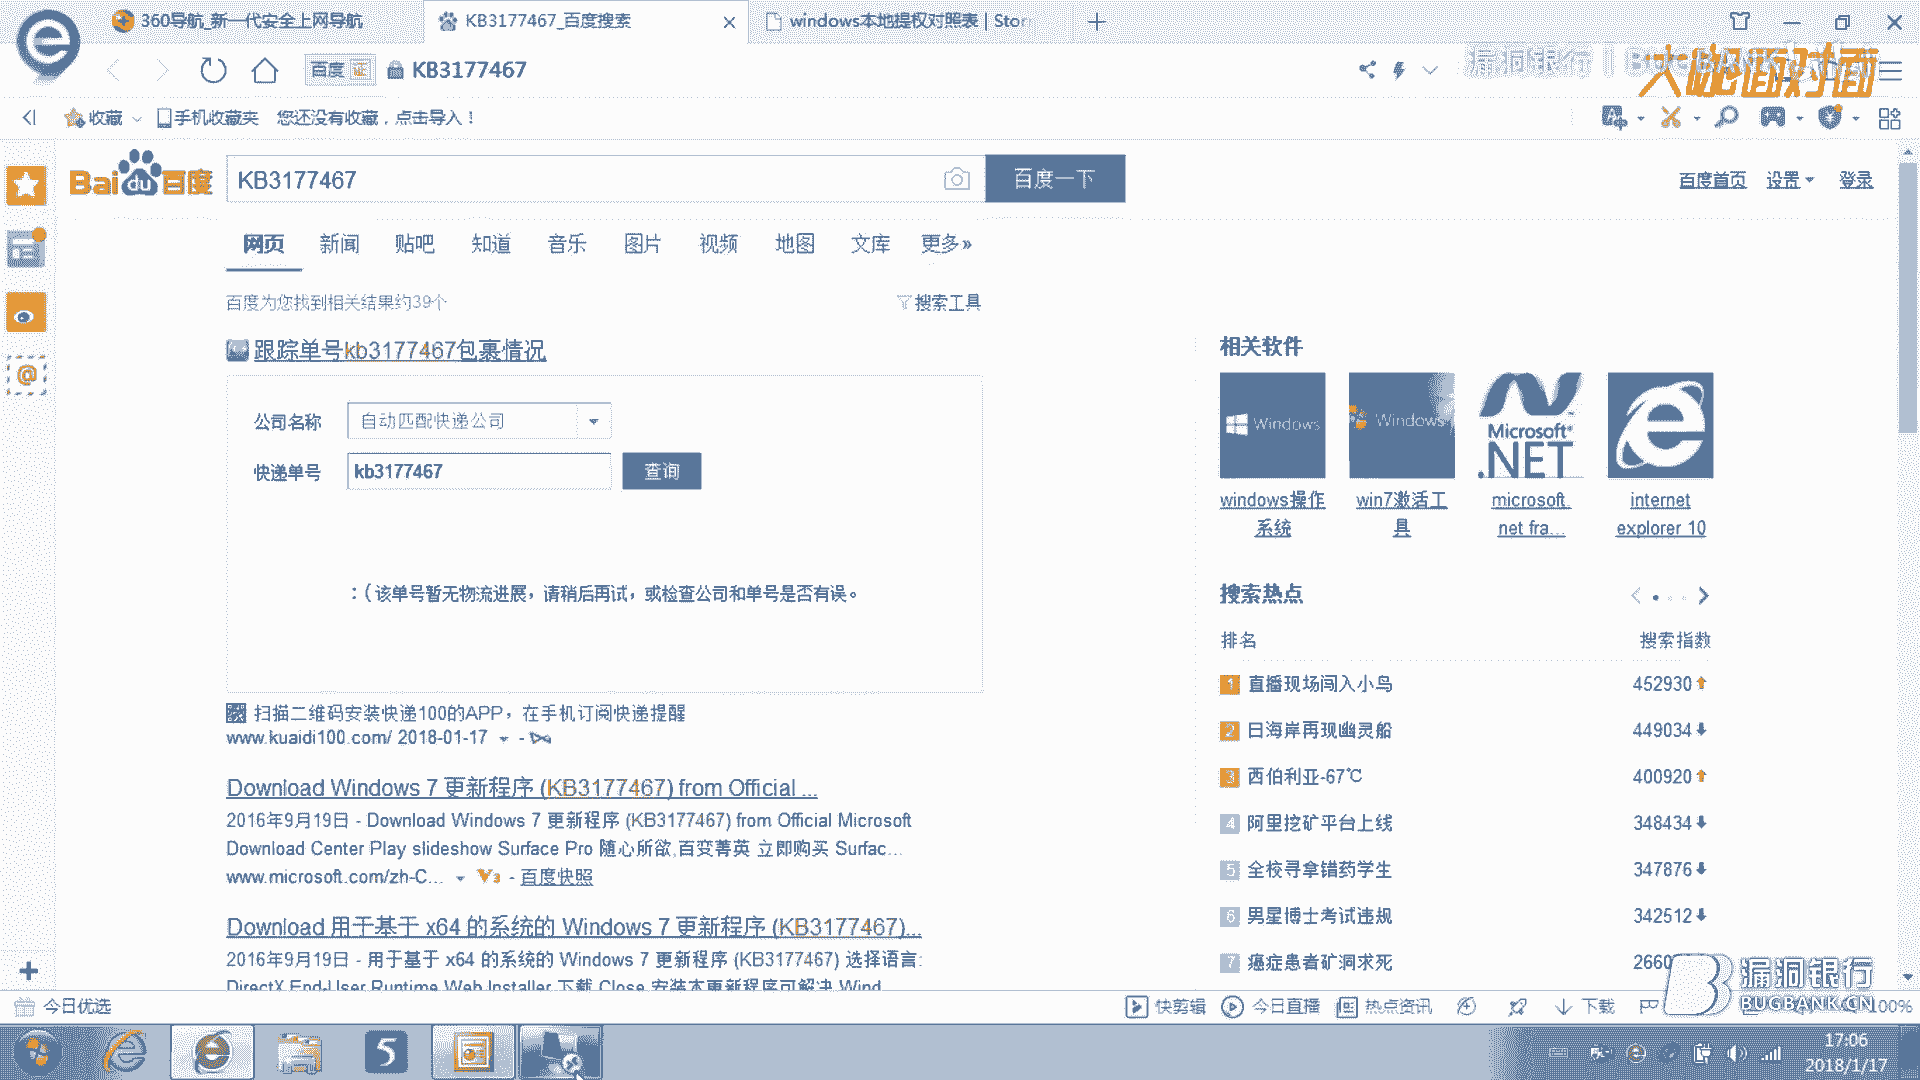 360导航_新一代安全上网导航
KB3177467_百度搜索
windows本地提权对照表 | Stor
百度
证
KB3177467
漏洞银行 | BUGBANK
大咖面对面
收藏
手机收藏夹
您还没有收藏，点击导入！
Baidu百度
KB3177467
百度一下
百度首页
设置
登录
网页
新闻
贴吧
知道
音乐
图片
视频
地图
文库
更多»
百度为您找到相关结果约39个
搜索工具
跟踪单号kb3177467包裹情况
公司名称
自动匹配快递公司
快递单号
kb3177467
查询
：(该单号暂无物流进展，请稍后再试，或检查公司和单号是否有误。
扫描二维码安装快递100的APP，在手机订阅快递提醒
www.kuaidi100.com/ 2018-01-17
Download Windows 7 更新程序 (KB3177467) from Official ...
2016年9月19日 - Download Windows 7 更新程序 (KB3177467) from Official Microsoft
Download Center Play slideshow Surface Pro 随心所欲,百变菁英 立即购买 Surfac...
www.microsoft.com/zh-C...
V3
- 百度快照
Download 用于基于 x64 的系统的 Windows 7 更新程序 (KB3177467)...
2016年9月19日 - 用于基于 x64 的系统的 Windows 7 更新程序 (KB3177467) 选择语言:
DirectX End-User Runtime Web Installer 下载 Close 安装本更新程序可解决 Wind
相关软件
Windows
Windows
Microsoft
.NET
windows操作
系统
win7激活工
具
microsoft.
net fra...
internet
explorer 10
搜索热点
排名
搜索指数
1 直播现场闯入小鸟 452930
2 日海岸再现幽灵船 449034
3 西伯利亚-67℃ 400920
4 阿里挖矿平台上线 348434
5 全校寻拿错药学生 347876
6 男星博士考试违规 342512
7 癌症患者矿洞求死 2660
漏洞银行
BUGBANK.CN
今日优选
快剪辑
今日直播
热点资讯
下载
100%
5
17:06
2018/1/17